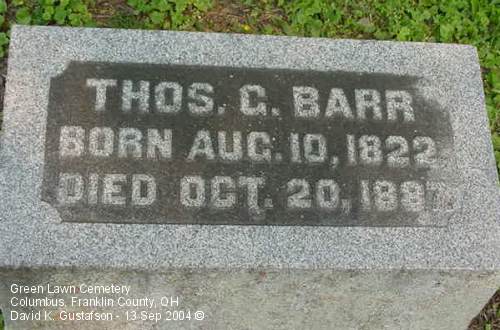 THOS. C. BARR
BORN AUG. 10, 1822
DIED OCT. 20, 1897.
Green Lawn Cemetery
Columbus, Franklin County, OH
David K. Gustafson - 13 Sep 2004 ©